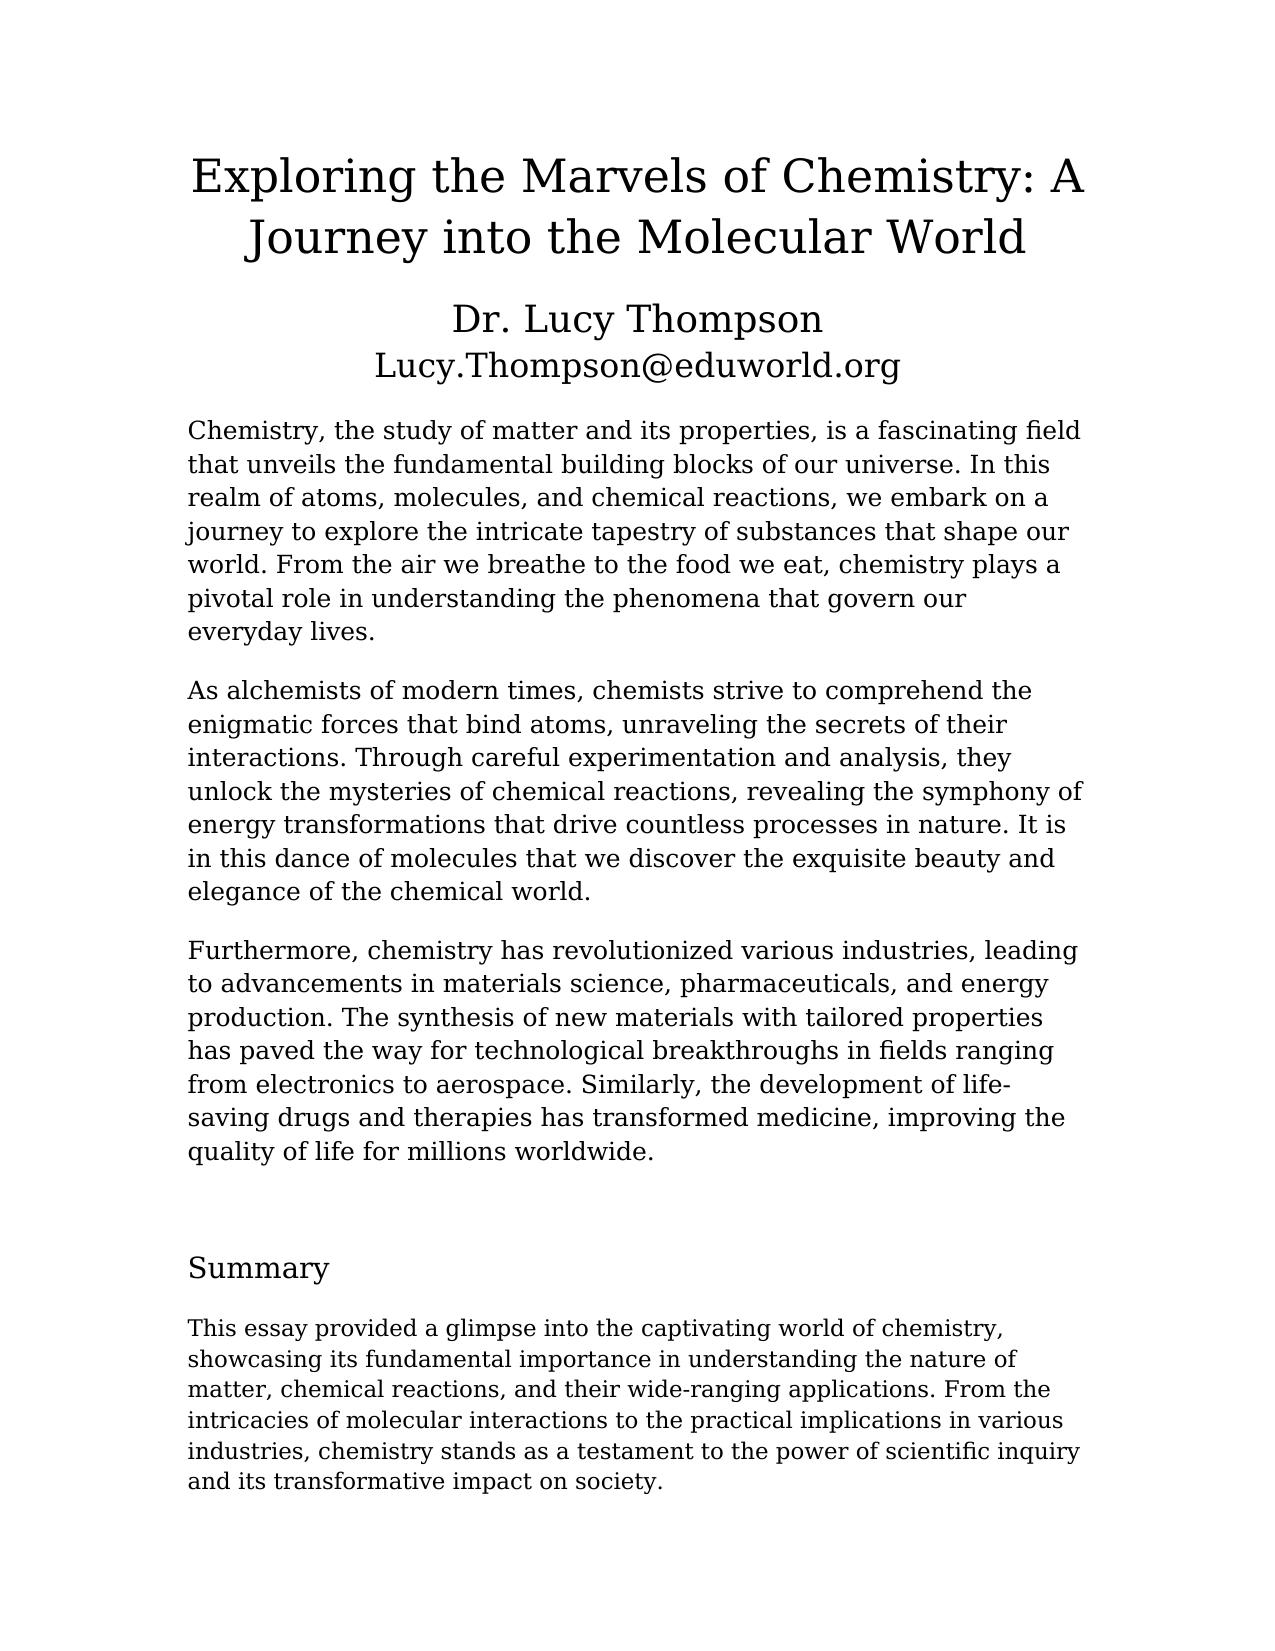 Exploring the Marvels of Chemistry: A
Journey into the Molecular World
Dr. Lucy Thompson
Lucy.Thompson@eduworld.org
Chemistry, the study of matter and its properties, is a fascinating field
that unveils the fundamental building blocks of our universe. In this
realm of atoms, molecules, and chemical reactions, we embark on a
journey to explore the intricate tapestry of substances that shape our
world. From the air we breathe to the food we eat, chemistry plays a
pivotal role in understanding the phenomena that govern our
everyday lives.
As alchemists of modern times, chemists strive to comprehend the
enigmatic forces that bind atoms, unraveling the secrets of their
interactions. Through careful experimentation and analysis, they
unlock the mysteries of chemical reactions, revealing the symphony of
energy transformations that drive countless processes in nature. It is
in this dance of molecules that we discover the exquisite beauty and
elegance of the chemical world.
Furthermore, chemistry has revolutionized various industries, leading
to advancements in materials science, pharmaceuticals, and energy
production. The synthesis of new materials with tailored properties
has paved the way for technological breakthroughs in fields ranging
from electronics to aerospace. Similarly, the development of life-
saving drugs and therapies has transformed medicine, improving the
quality of life for millions worldwide.
Summary
This essay provided a glimpse into the captivating world of chemistry,
showcasing its fundamental importance in understanding the nature of
matter, chemical reactions, and their wide-ranging applications. From the
intricacies of molecular interactions to the practical implications in various
industries, chemistry stands as a testament to the power of scientific inquiry
and its transformative impact on society.